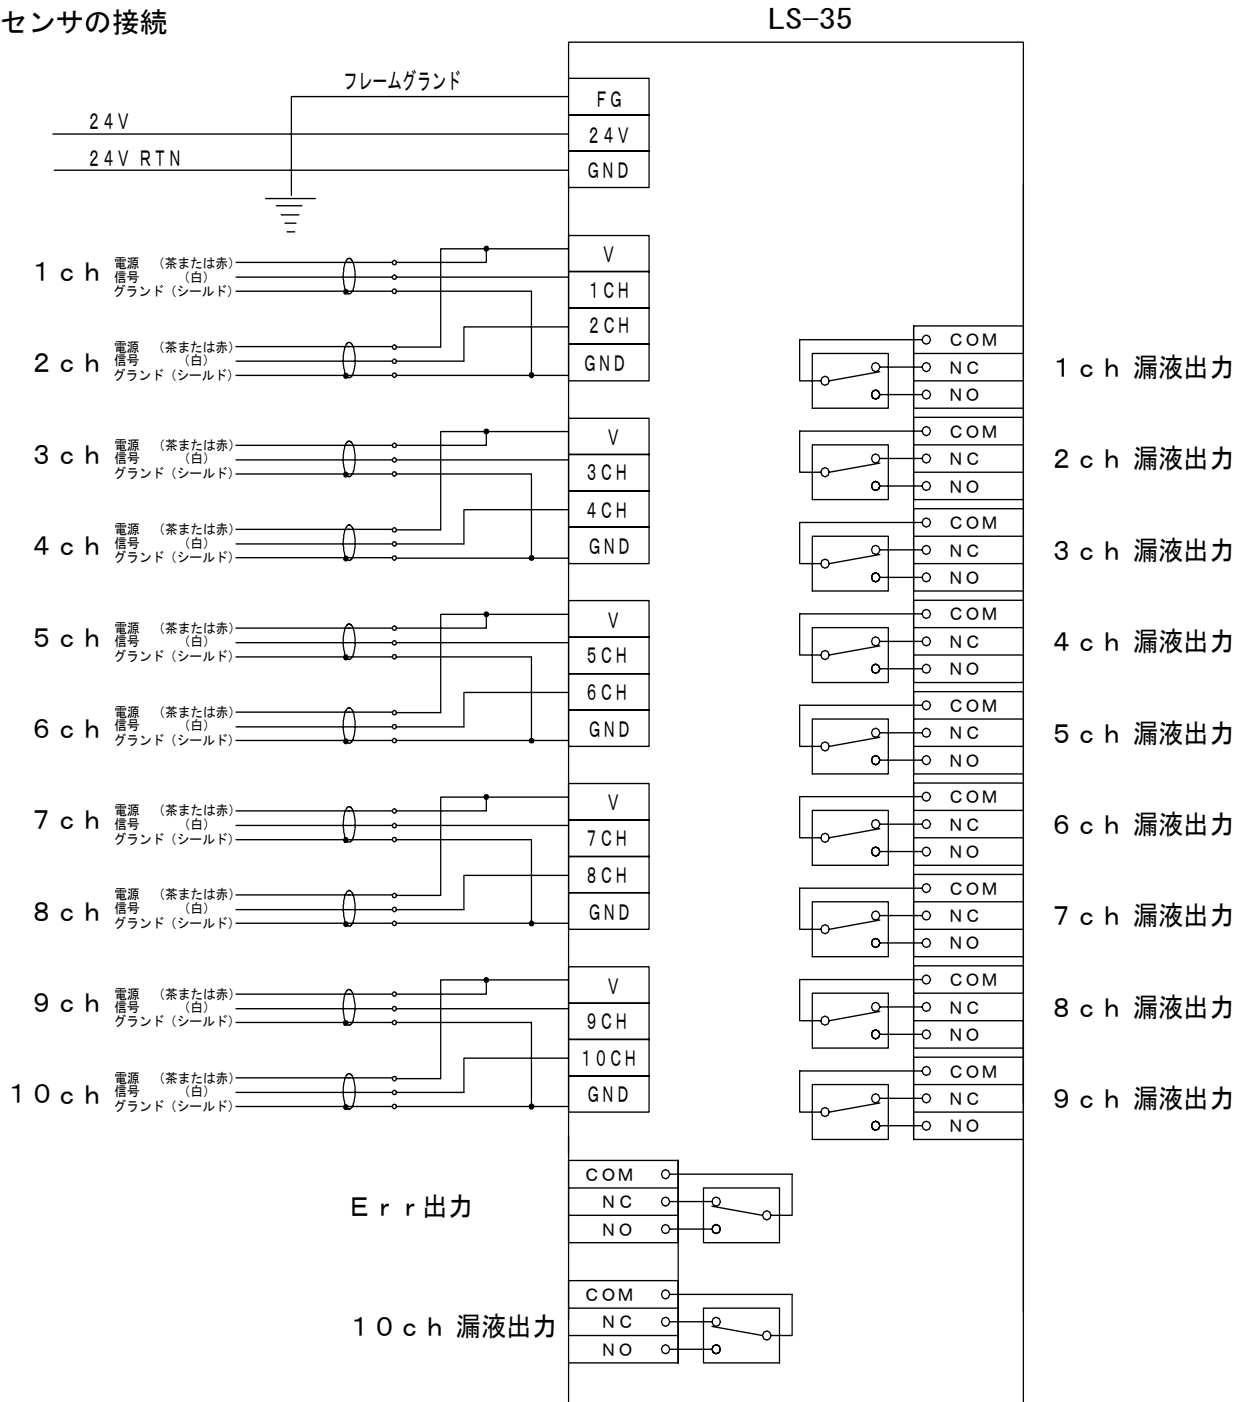 センサの接続
LS-35
フレームグランド
24V
24V RTN
FG
24V
GND
1ch
電源 (茶または赤)
信号 (白)
グランド (シールド)
2ch
電源 (茶または赤)
信号 (白)
グランド (シールド)
V
1CH
2CH
GND
3ch
電源 (茶または赤)
信号 (白)
グランド (シールド)
4ch
電源 (茶または赤)
信号 (白)
グランド (シールド)
V
3CH
4CH
GND
5ch
電源 (茶または赤)
信号 (白)
グランド (シールド)
6ch
電源 (茶または赤)
信号 (白)
グランド (シールド)
V
5CH
6CH
GND
7ch
電源 (茶または赤)
信号 (白)
グランド (シールド)
8ch
電源 (茶または赤)
信号 (白)
グランド (シールド)
V
7CH
8CH
GND
9ch
電源 (茶または赤)
信号 (白)
グランド (シールド)
10ch
電源 (茶または赤)
信号 (白)
グランド (シールド)
V
9CH
10CH
GND
Err出力
COM
NC
NO
10ch 漏液出力
COM
NC
NO
COM
NC
NO
1ch 漏液出力
COM
NC
NO
2ch 漏液出力
COM
NC
NO
3ch 漏液出力
COM
NC
NO
4ch 漏液出力
COM
NC
NO
5ch 漏液出力
COM
NC
NO
6ch 漏液出力
COM
NC
NO
7ch 漏液出力
COM
NC
NO
8ch 漏液出力
COM
NC
NO
9ch 漏液出力